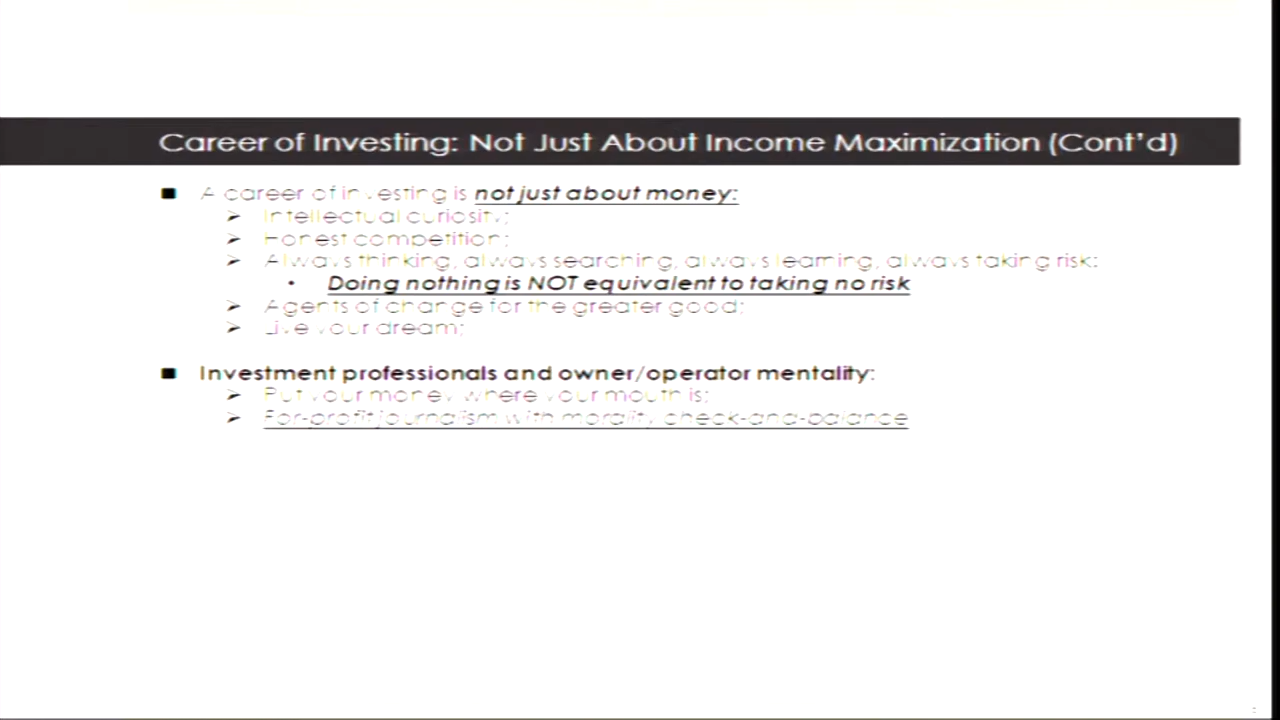 Career of Investing: Not Just About Income Maximization (Cont'd)
■ A career of investing is not just about money:
➢ Intellectual curiosity;
➢ Honest competition;
➢ Always thinking, always searching, always learning, always taking risk:
• Doing nothing is NOT equivalent to taking no risk
➢ Agents of change for the greater good;
➢ Live your dream;
■ Investment professionals and owner/operator mentality:
➢ Put your money where your mouth is;
➢ For-profit journalism with morality check-and-balance